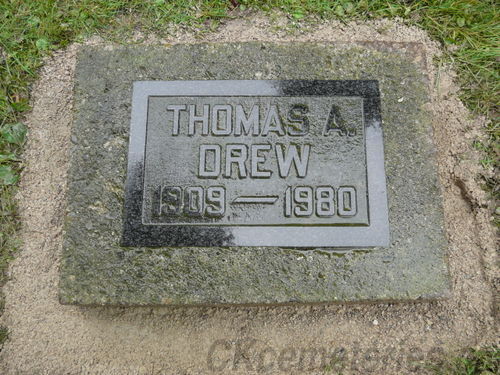 THOMAS A.
DREW
1909 — 1980
CKcemeteries